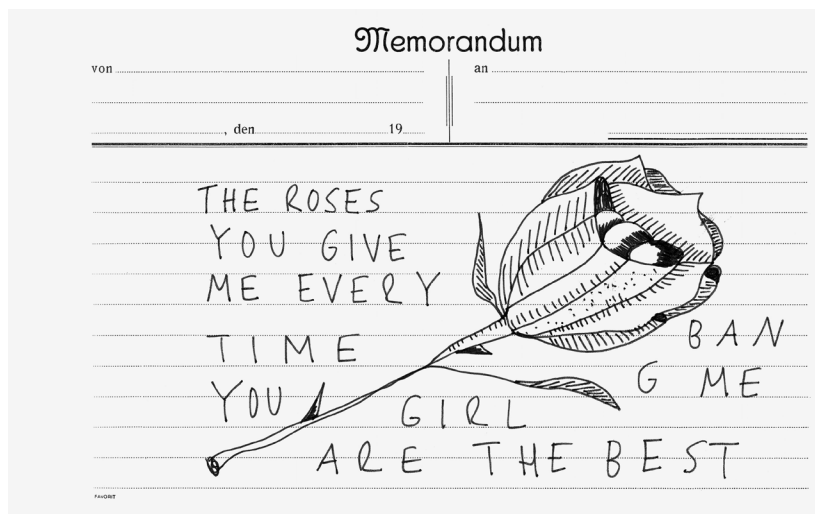 Memorandum
von an
, den 19
THE ROSES
YOU GIVE
ME EVERY
TIME BAN
YOU G ME
GIRL
ARE THE BEST
FAVORIT